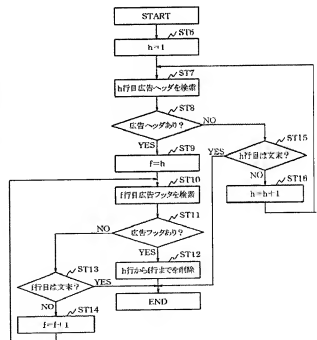 START
ST6
h=1
ST7
h行目広告ヘッダを検索
ST8
広告ヘッダあり?
NO
YES
ST9
f=h
ST15
h行目は文末?
YES
NO
ST16
h=h+1
ST10
f行目広告フッタを検索
ST11
広告フッタあり?
NO
YES
ST12
h行からf行までを削除
ST13
f行目は文末?
YES
NO
ST14
f=f+1
END